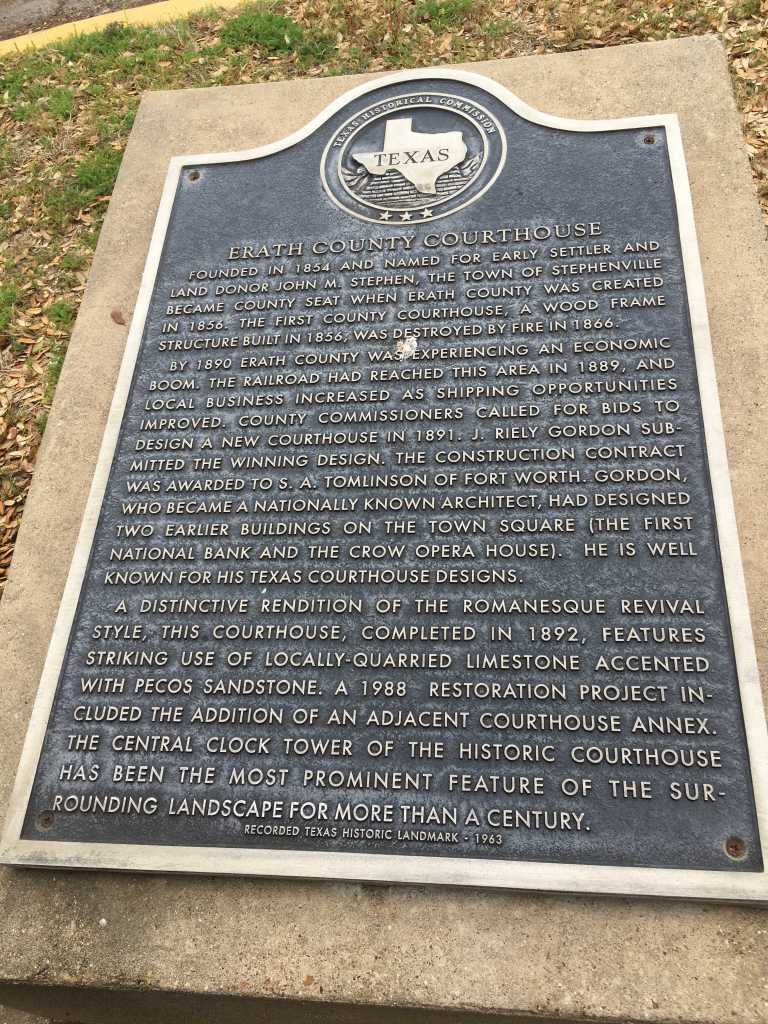 TEXAS HISTORICAL COMMISSION
TEXAS
ERATH COUNTY COURTHOUSE
FOUNDED IN 1854 AND NAMED FOR EARLY SETTLER AND
LAND DONOR JOHN M. STEPHEN, THE TOWN OF STEPHENVILLE
BECAME COUNTY SEAT WHEN ERATH COUNTY WAS CREATED
IN 1856. THE FIRST COUNTY COURTHOUSE, A WOOD FRAME
STRUCTURE BUILT IN 1856, WAS DESTROYED BY FIRE IN 1866.
BY 1890 ERATH COUNTY WAS EXPERIENCING AN ECONOMIC
BOOM. THE RAILROAD HAD REACHED THIS AREA IN 1889, AND
LOCAL BUSINESS INCREASED AS SHIPPING OPPORTUNITIES
IMPROVED. COUNTY COMMISSIONERS CALLED FOR BIDS TO
DESIGN A NEW COURTHOUSE IN 1891. J. RIELY GORDON SUB-
MITTED THE WINNING DESIGN. THE CONSTRUCTION CONTRACT
WAS AWARDED TO S. A. TOMLINSON OF FORT WORTH. GORDON,
WHO BECAME A NATIONALLY KNOWN ARCHITECT, HAD DESIGNED
TWO EARLIER BUILDINGS ON THE TOWN SQUARE (THE FIRST
NATIONAL BANK AND THE CROW OPERA HOUSE). HE IS WELL
KNOWN FOR HIS TEXAS COURTHOUSE DESIGNS.
A DISTINCTIVE RENDITION OF THE ROMANESQUE REVIVAL
STYLE, THIS COURTHOUSE, COMPLETED IN 1892, FEATURES
STRIKING USE OF LOCALLY-QUARRIED LIMESTONE ACCENTED
WITH PECOS SANDSTONE. A 1988 RESTORATION PROJECT IN-
CLUDED THE ADDITION OF AN ADJACENT COURTHOUSE ANNEX.
THE CENTRAL CLOCK TOWER OF THE HISTORIC COURTHOUSE
HAS BEEN THE MOST PROMINENT FEATURE OF THE SUR-
ROUNDING LANDSCAPE FOR MORE THAN A CENTURY.
RECORDED TEXAS HISTORIC LANDMARK - 1963